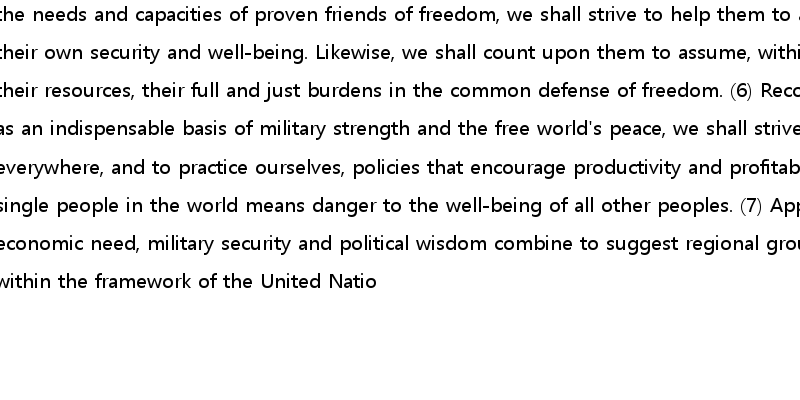 the needs and capacities of proven friends of freedom, we shall strive to help them to
their own security and well-being. Likewise, we shall count upon them to assume, withi
their resources, their full and just burdens in the common defense of freedom. (6) Reco
as an indispensable basis of military strength and the free world's peace, we shall strive
everywhere, and to practice ourselves, policies that encourage productivity and profitab
single people in the world means danger to the well-being of all other peoples. (7) App
economic need, military security and political wisdom combine to suggest regional grou
within the framework of the United Natio